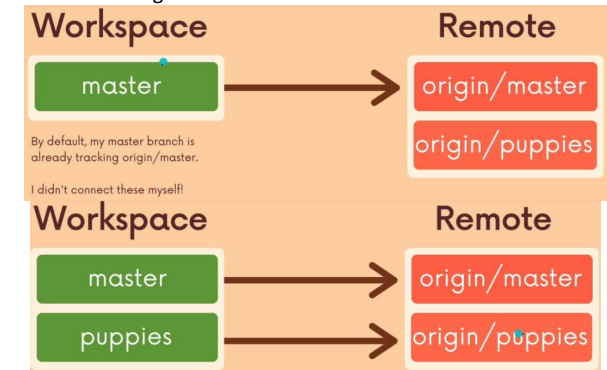 Workspace
Remote
master
origin/master
origin/puppies
By default, my master branch is
already tracking origin/master.
I didn't connect these myself!
Workspace
Remote
master
origin/master
puppies
origin/puppies